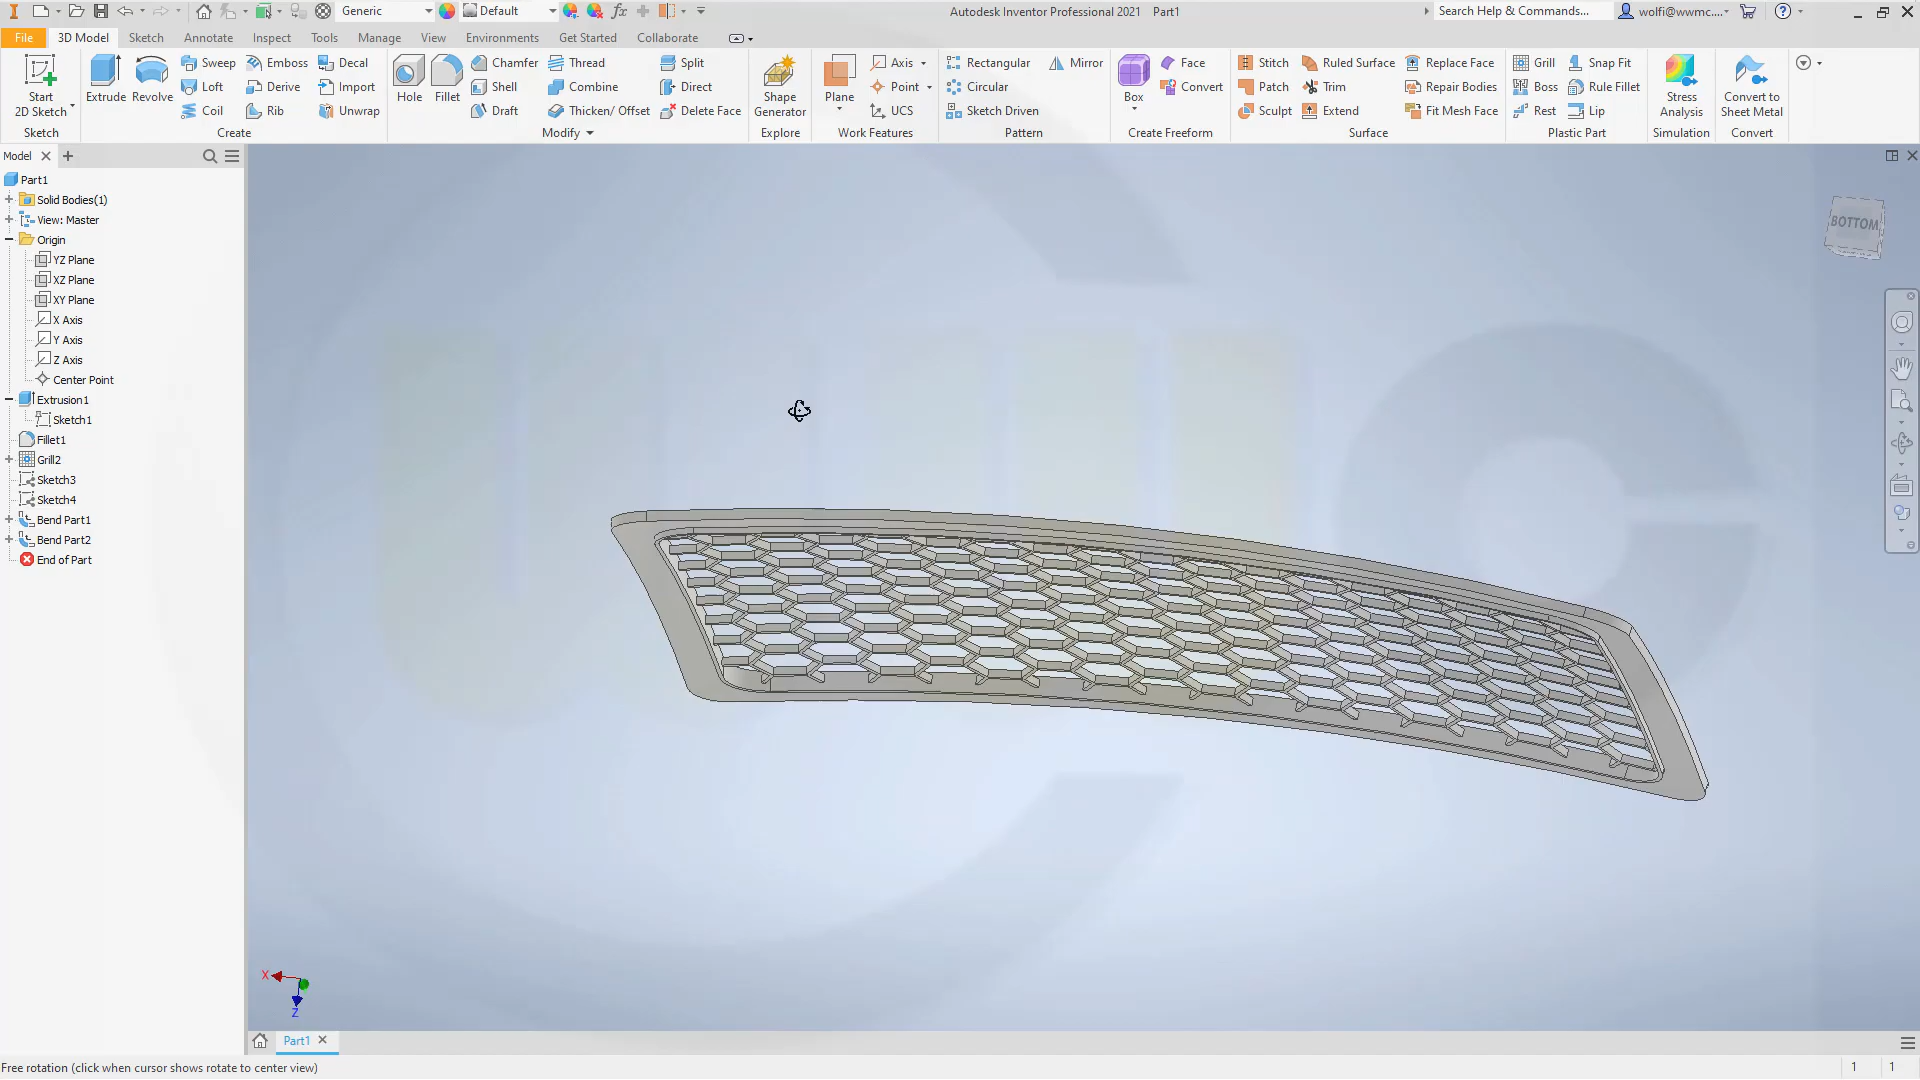 Generic
Default
Autodesk Inventor Professional 2021 Part1
Search Help & Commands...
wolfi@wwmc....
File 3D Model Sketch Annotate Inspect Tools Manage View Environments Get Started Collaborate
Start
2D Sketch
Extrude Revolve
Sweep Emboss Decal
Loft Derive Import
Coil Rib Unwrap
Hole Fillet
Chamfer Thread Split
Shell Combine Direct
Draft Thicken/ Offset Delete Face
Shape
Generator
Plane
Axis
Point
UCS
Rectangular Mirror
Circular
Sketch Driven
Box
Face
Convert
Stitch Ruled Surface Replace Face
Patch Trim Repair Bodies
Sculpt Extend Fit Mesh Face
Grill Snap Fit
Boss Rule Fillet
Rest Lip
Stress
Analysis
Convert to
Sheet Metal
Sketch Create Modify Explore Work Features Pattern Create Freeform Surface Plastic Part Simulation Convert
Model
Part1
Solid Bodies(1)
View: Master
Origin
YZ Plane
XZ Plane
XY Plane
X Axis
Y Axis
Z Axis
Center Point
Extrusion1
Sketch1
Fillet1
Grill2
Sketch3
Sketch4
Bend Part1
Bend Part2
End of Part
BOTTOM
X
Z
Part1
Free rotation (click when cursor shows rotate to center view)
1 1